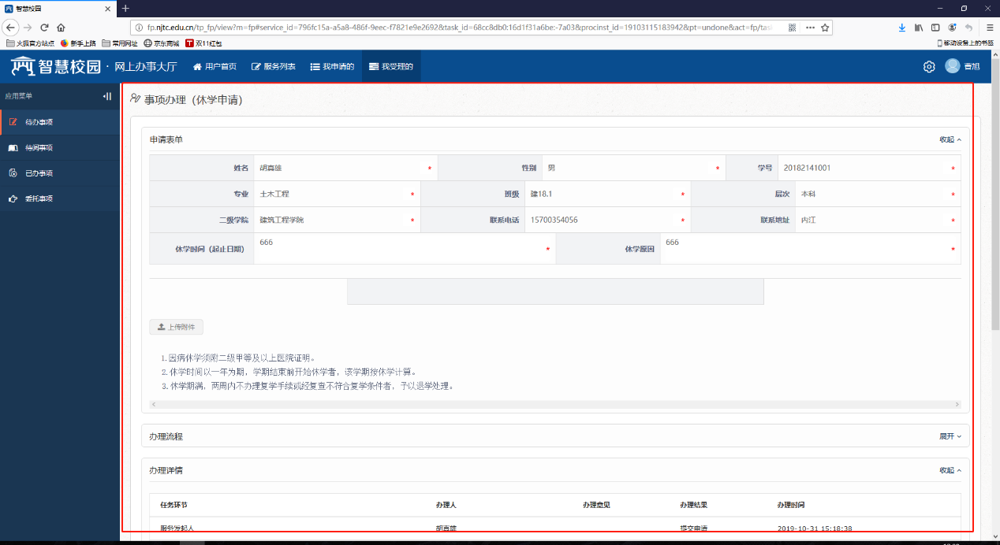 智慧校园
fp.njtc.edu.cn/tp_fp/view?m=fp#service_id=796fc15a-a5a8-486f-9eec-f7821e9e2692&task_id=68cc8db0:16d1f31a6be:-7a03&procinst_id=19103115183942&pt=undone&act=fp/tas
火狐官方站点 新手上路 常用网址 京东商城 双11红包 移动设备上的书签
智慧校园 · 网上办事大厅 用户首页 服务列表 我申请的 我受理的 曹旭
应用菜单
待办事项
待阅事项
已办事项
委托事项
事项办理（休学申请）
申请表单 收起
姓名 胡真雄 * 性别 男 * 学号 20182141001 *
专业 土木工程 * 班级 建18.1 * 层次 本科 *
二级学院 建筑工程学院 * 联系电话 15700354056 * 联系地址 内江 *
休学时间（起止日期） 666 * 休学原因 666 *
上传附件
1. 因病休学须附二级甲等及以上医院证明。
2. 休学时间以一年为期，学期结束前开始休学者，该学期按休学计算。
3. 休学期满，两周内不办理复学手续或经复查不符合复学条件者，予以退学处理。
办理流程 展开
办理详情 收起
任务环节 办理人 办理意见 办理结果 办理时间
服务发起人 胡真雄 提交申请 2019-10-31 15:18:38